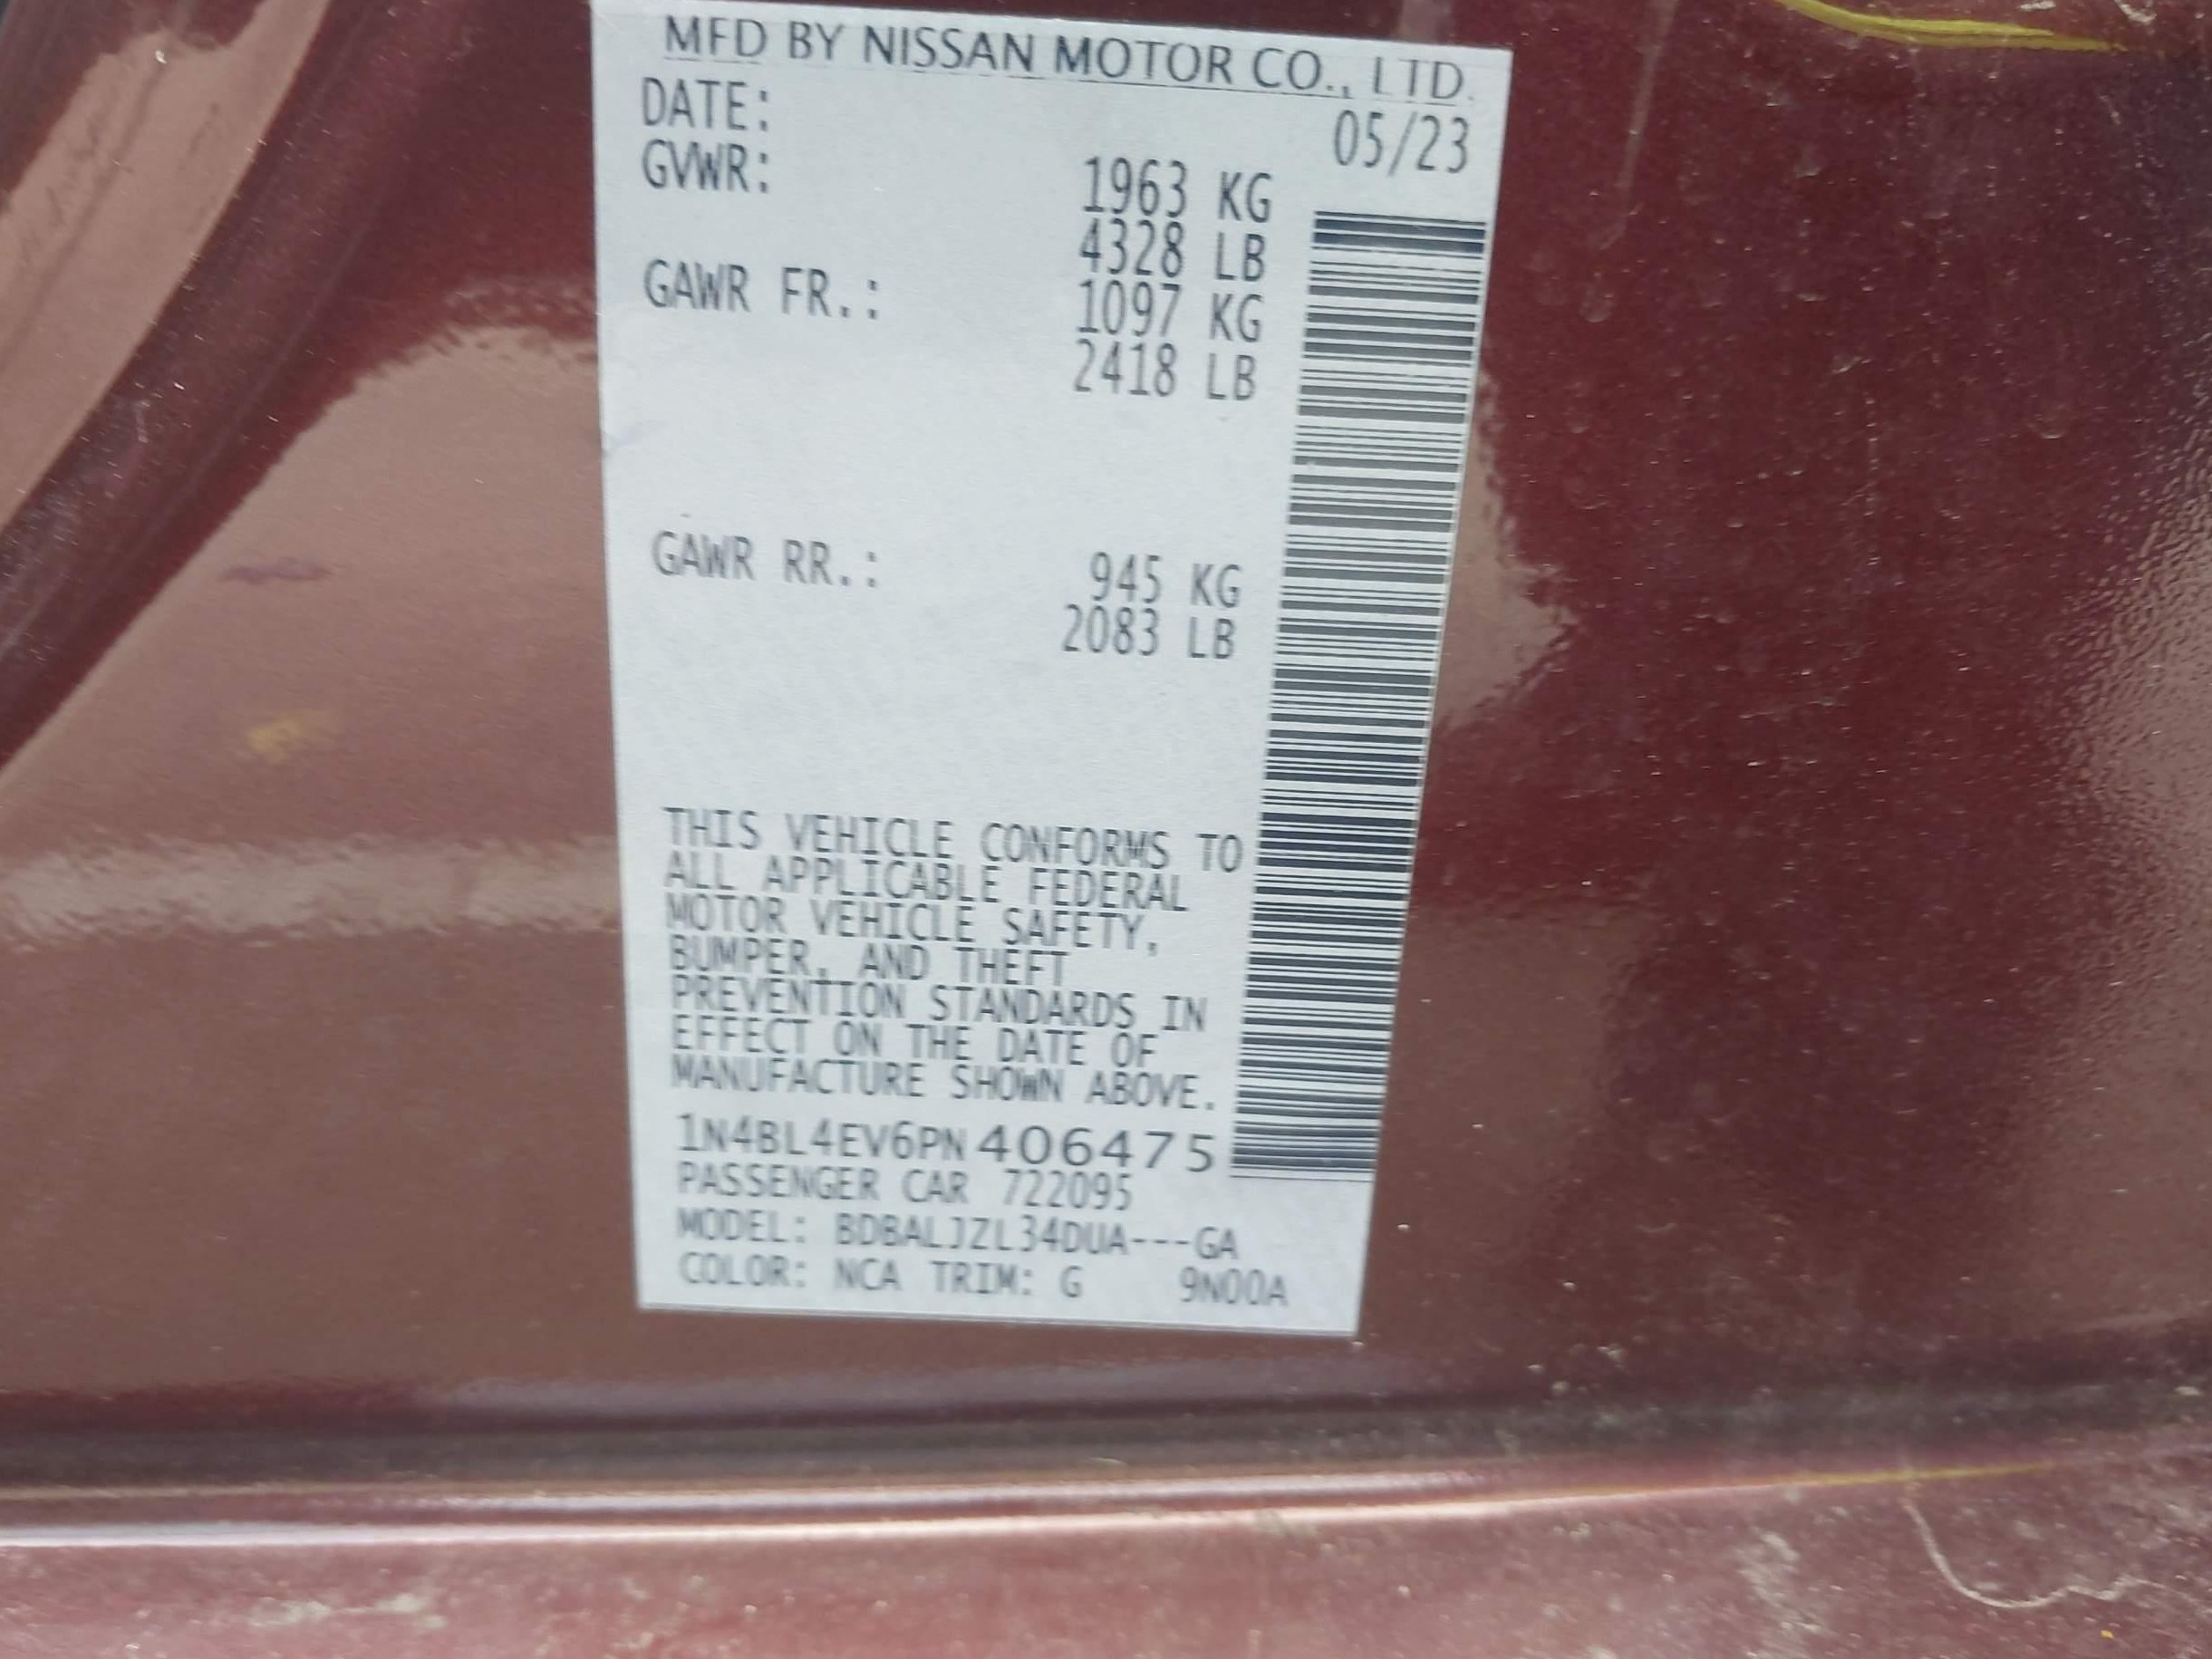 MFD BY NISSAN MOTOR CO., LTD.
DATE: 05/23
GVWR: 1963 KG
4328 LB
GAWR FR.: 1097 KG
2418 LB
GAWR RR.: 945 KG
2083 LB
THIS VEHICLE CONFORMS TO
ALL APPLICABLE FEDERAL
MOTOR VEHICLE SAFETY,
BUMPER, AND THEFT
PREVENTION STANDARDS IN
EFFECT ON THE DATE OF
MANUFACTURE SHOWN ABOVE.
1N4BL4EV6PN406475
PASSENGER CAR 722095
MODEL: BDBALJZL34DUA---GA
COLOR: NCA TRIM: G 9N00A